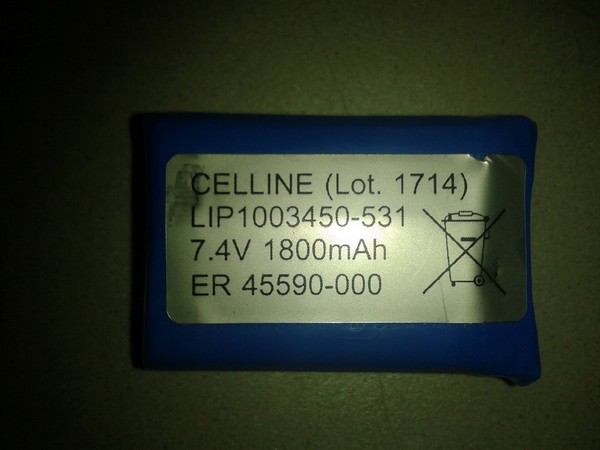 CELLINE (Lot. 1714)
LIP1003450-531
7.4V 1800mAh
ER 45590-000